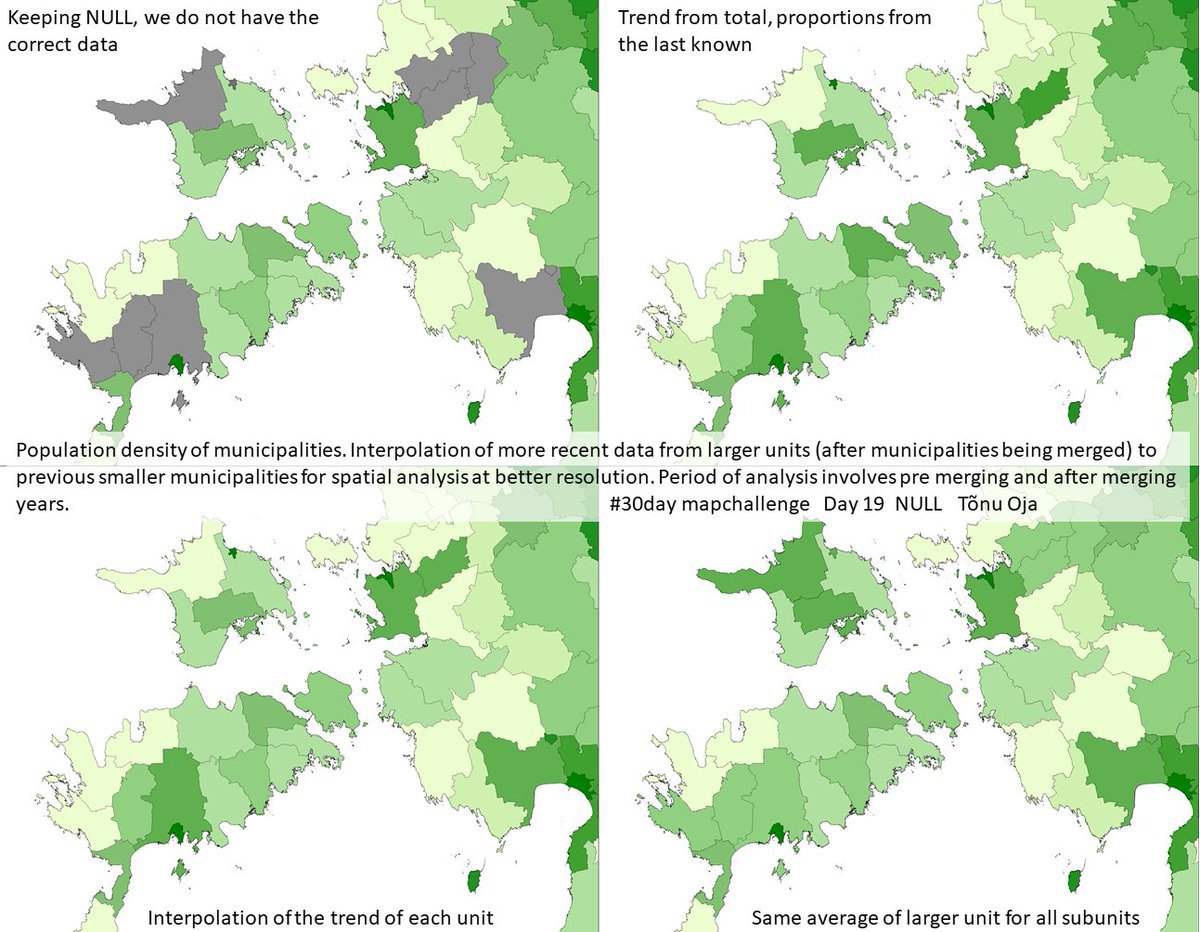 Keeping NULL, we do not have the
correct data
Trend from total, proportions from
the last known
Population density of municipalities. Interpolation of more recent data from larger units (after municipalities being merged) to
previous smaller municipalities for spatial analysis at better resolution. Period of analysis involves pre merging and after merging
years.
#30day mapchallenge Day 19 NULL Tõnu Oja
Interpolation of the trend of each unit
Same average of larger unit for all subunits